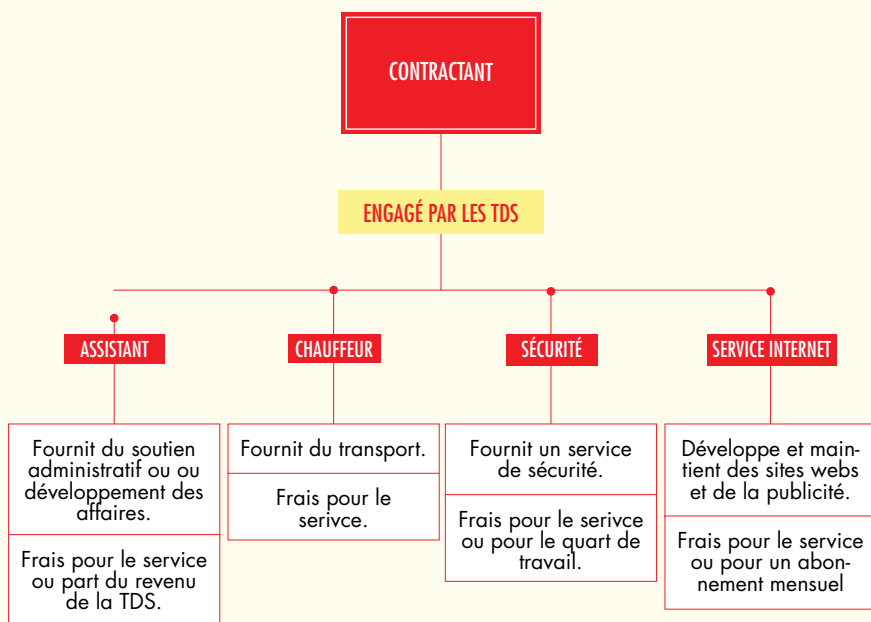 CONTRACTANT
ENGAGÉ PAR LES TDS
ASSISTANT
CHAUFFEUR
SÉCURITÉ
SERVICE INTERNET
Fournit du soutien
administratif ou ou
développement des
affaires.
Frais pour le service
ou part du revenu
de la TDS.
Fournit du transport.
Frais pour le
serivce.
Fournit un service
de sécurité.
Frais pour le serivce
ou pour le quart de
travail.
Développe et main-
tient des sites webs
et de la publicité.
Frais pour le service
ou pour un abon-
nement mensuel